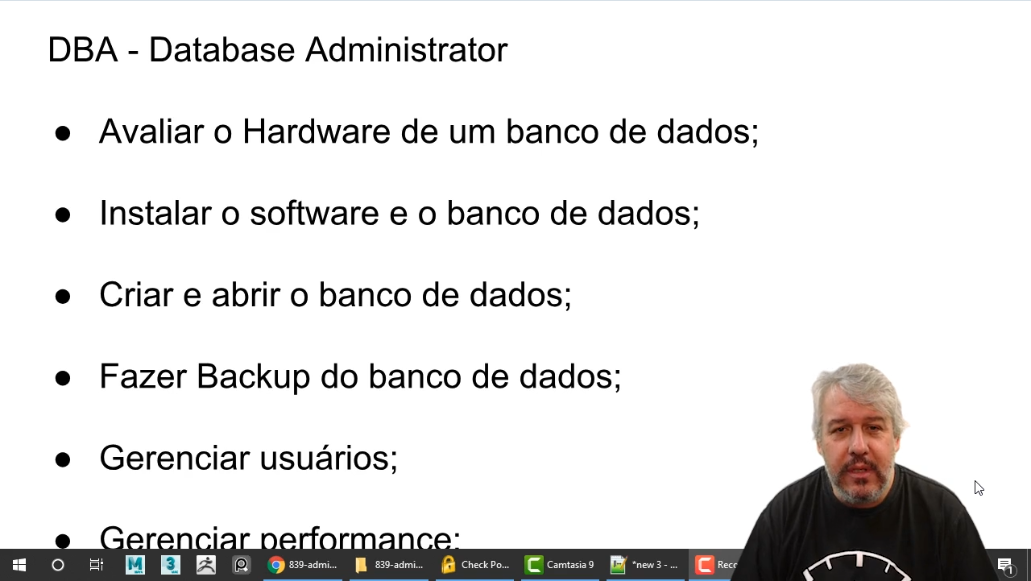 DBA - Database Administrator
● Avaliar o Hardware de um banco de dados;
● Instalar o software e o banco de dados;
● Criar e abrir o banco de dados;
● Fazer Backup do banco de dados;
● Gerenciar usuários;
● Gerenciar performance;
M 3 839-admi... 839-admi... Check Po... Camtasia 9 *new 3 - ... Reco 1